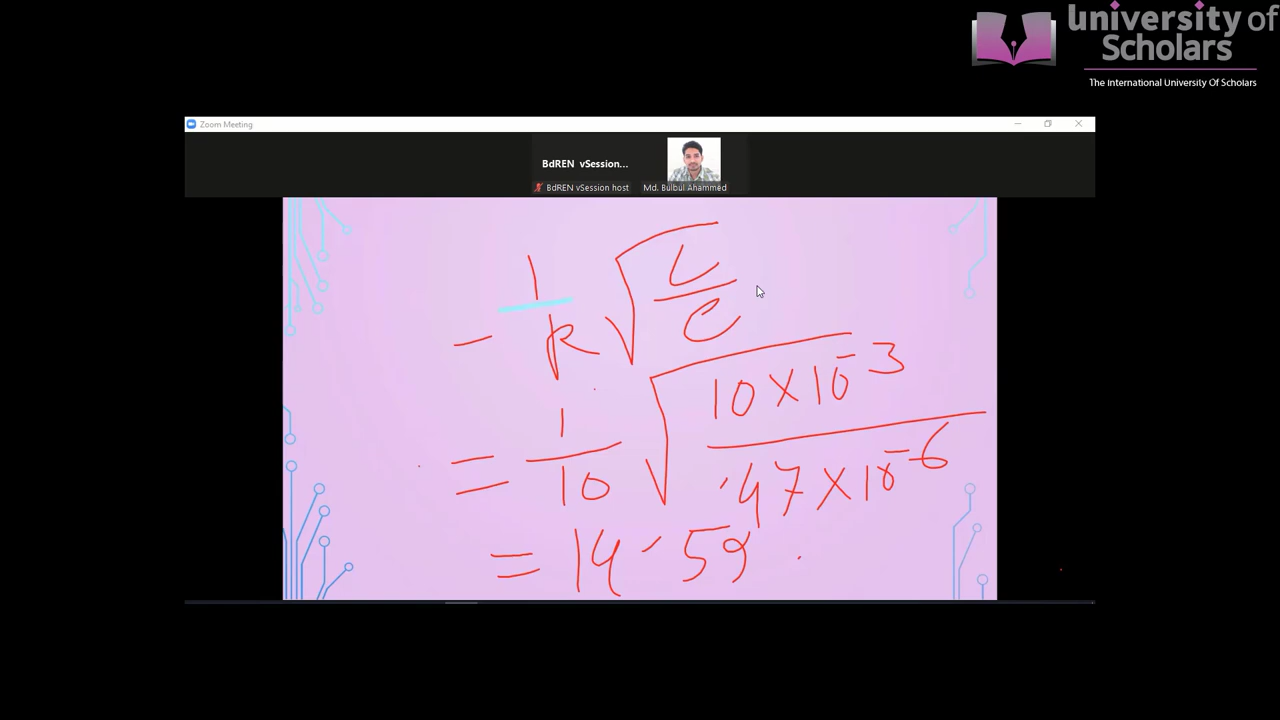 University of
Scholars
The International University Of Scholars
Zoom Meeting
BdREN vSession...
BdREN vSession host
Md. Bulbul Ahammed
- 1/R √(L/C)
= 1/10 √(10×10⁻³/.47×10⁻⁶)
= 14.59